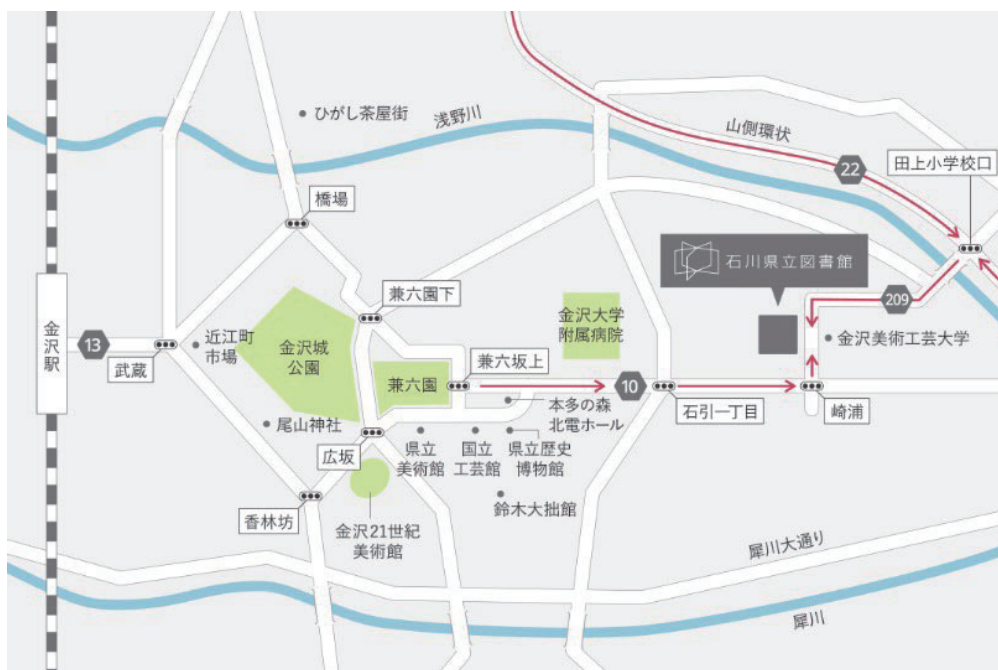 ひがし茶屋街
浅野川
山側環状
22
田上小学校口
橋場
石川県立図書館
兼六園下
209
金沢駅
13
武蔵
近江町
市場
金沢城
公園
金沢大学
附属病院
金沢美術工芸大学
兼六坂上
兼六園
10
石引一丁目
崎浦
本多の森
北電ホール
尾山神社
広坂
県立
美術館
国立
工芸館
県立歴史
博物館
香林坊
鈴木大拙館
金沢21世紀
美術館
犀川大通り
犀川